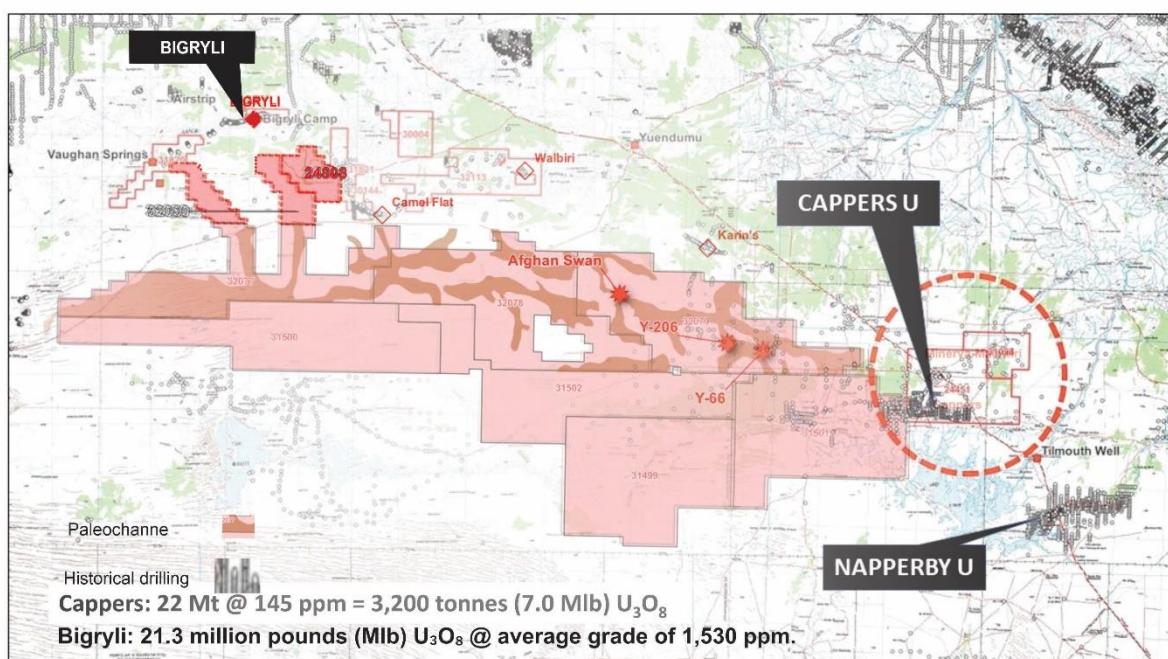 BIGRYLI
Airstrip
BIGRYLI
Bigryli Camp
Vaughan Springs
24808
30004
32113
Walbiri
Yuendumu
Camel Flat
CAPPERS U
Karin's
Afghan Swan
32078
Y-206
31500
31502
Y-66
24451
31499
Tilmouth Well
NAPPERBY U
Paleochanne
Historical drilling
Cappers: 22 Mt @ 145 ppm = 3,200 tonnes (7.0 Mlb) U₃O₈
Bigryli: 21.3 million pounds (Mlb) U₃O₈ @ average grade of 1,530 ppm.